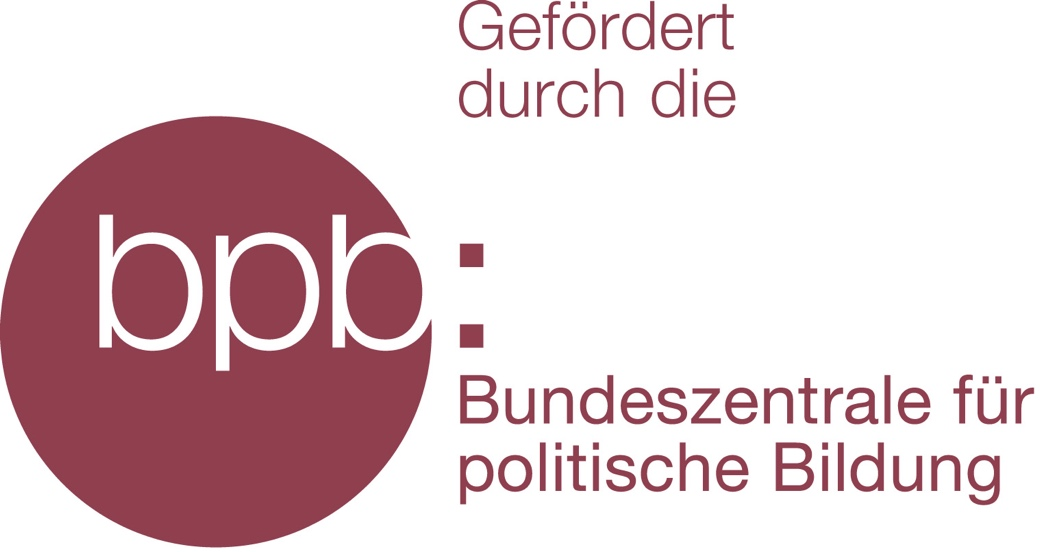 Gefördert
durch die
bpb:
Bundeszentrale für
politische Bildung